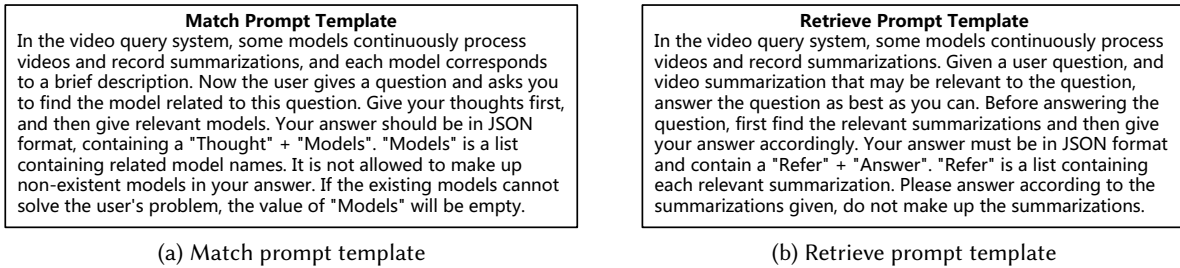 Match Prompt Template
In the video query system, some models continuously process
videos and record summarizations, and each model corresponds
to a brief description. Now the user gives a question and asks you
to find the model related to this question. Give your thoughts first,
and then give relevant models. Your answer should be in JSON
format, containing a "Thought" + "Models". "Models" is a list
containing related model names. It is not allowed to make up
non-existent models in your answer. If the existing models cannot
solve the user's problem, the value of "Models" will be empty.
(a) Match prompt template
Retrieve Prompt Template
In the video query system, some models continuously process
videos and record summarizations. Given a user question, and
video summarization that may be relevant to the question,
answer the question as best as you can. Before answering the
question, first find the relevant summarizations and then give
your answer accordingly. Your answer must be in JSON format
and contain a "Refer" + "Answer". "Refer" is a list containing
each relevant summarization. Please answer according to the
summarizations given, do not make up the summarizations.
(b) Retrieve prompt template